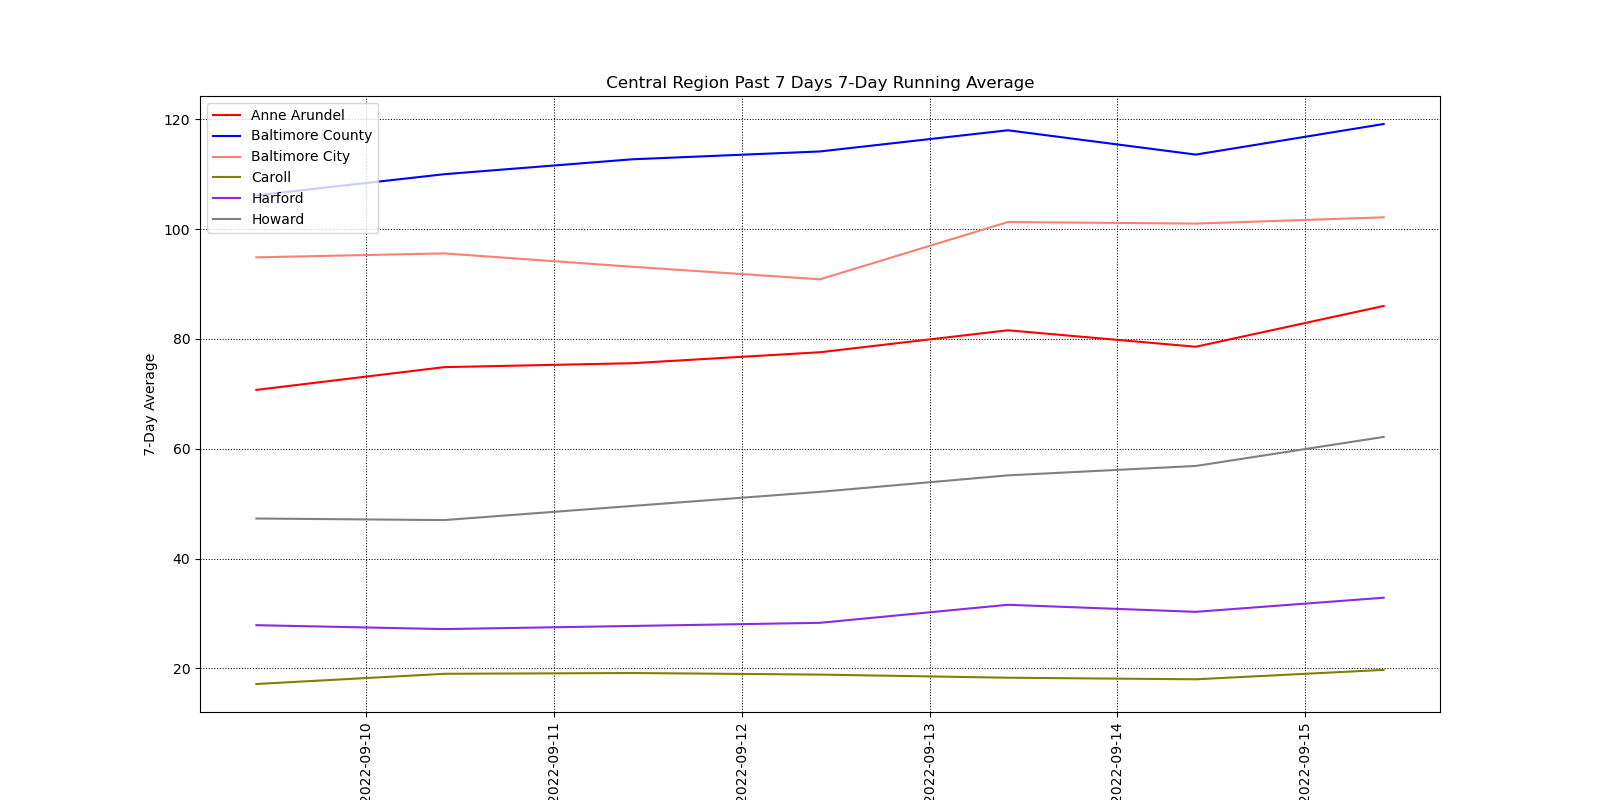 Central Region Past 7 Days 7-Day Running Average
Anne Arundel
Baltimore County
Baltimore City
Caroll
Harford
Howard
7-Day Average
120
100
80
60
40
20
2022-09-10
2022-09-11
2022-09-12
2022-09-13
2022-09-14
2022-09-15